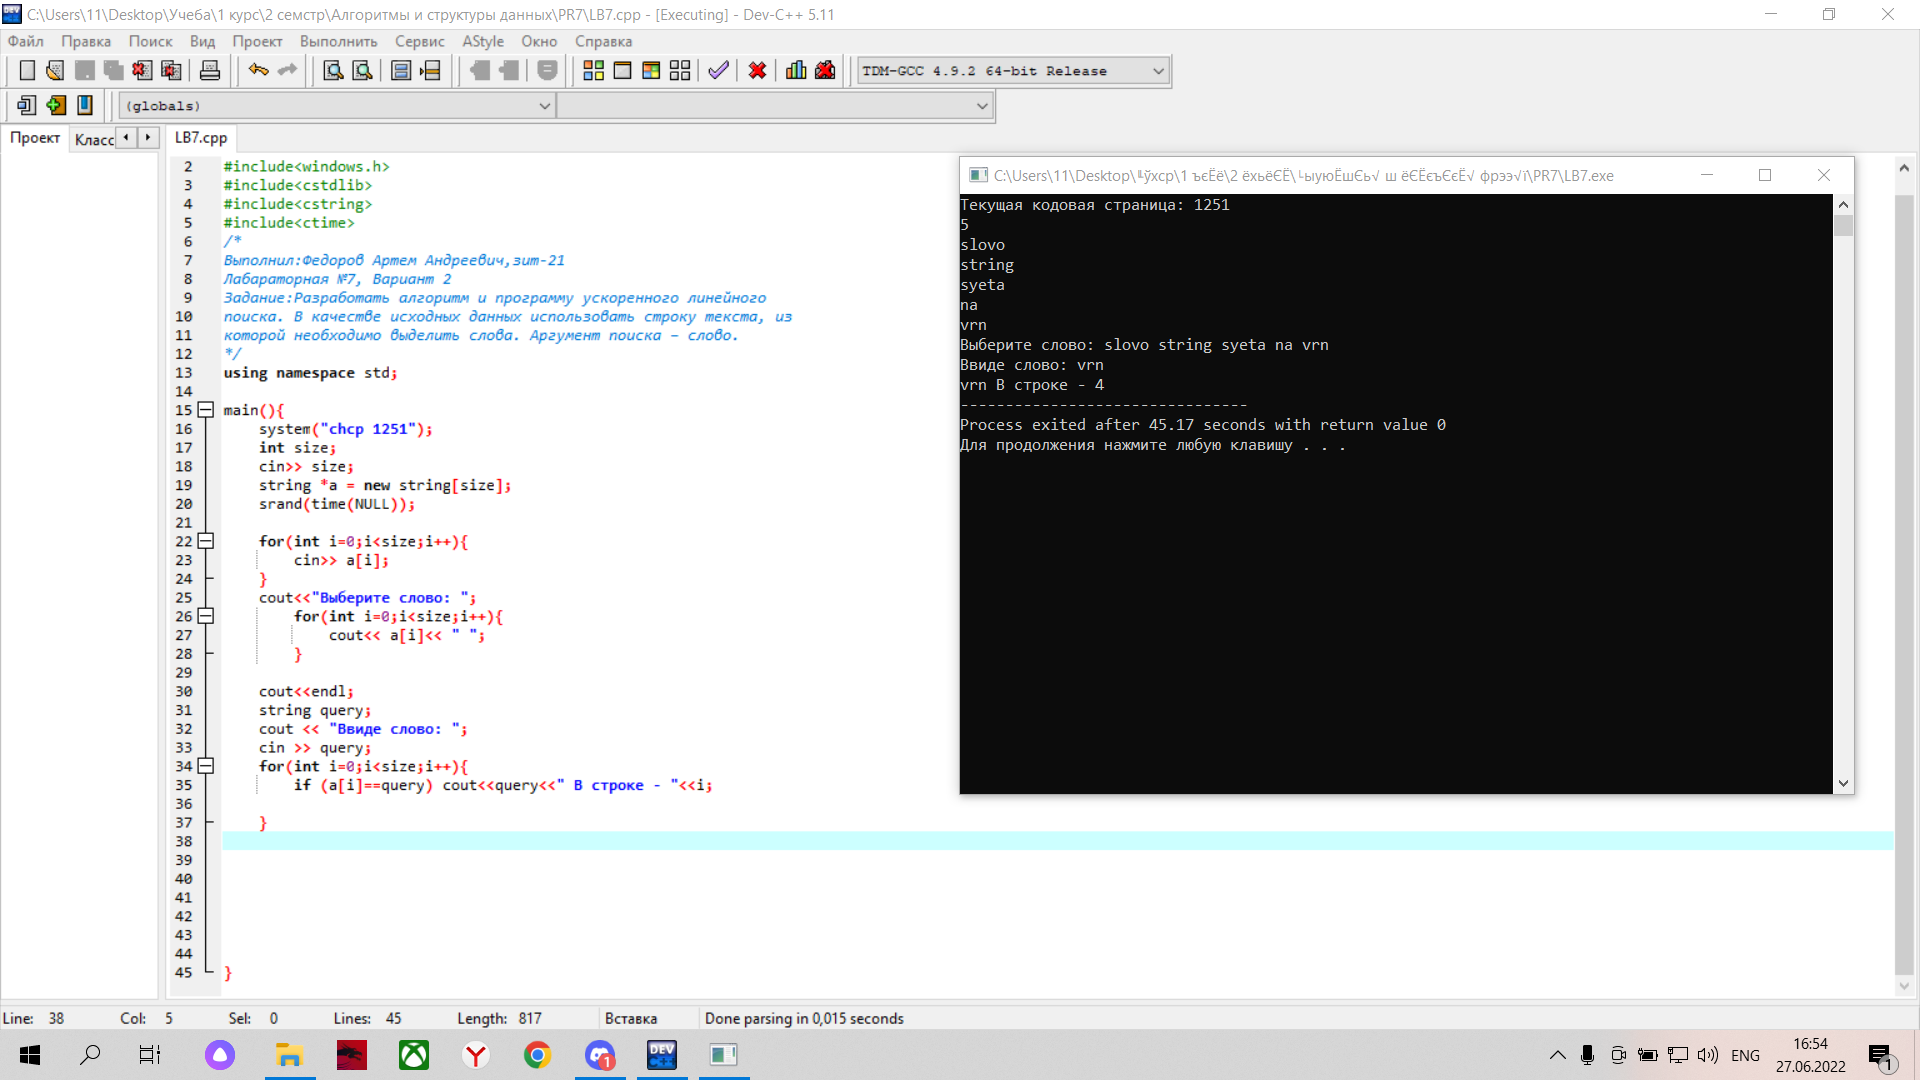 C:\Users\11\Desktop\Учеба\1 курс\2 семстр\Алгоритмы и структуры данных\PR7\LB7.cpp - [Executing] - Dev-C++ 5.11
Файл Правка Поиск Вид Проект Выполнить Сервис AStyle Окно Справка
TDM-GCC 4.9.2 64-bit Release
(globals)
Проект Класс LB7.cpp
2 #include<windows.h>
3 #include<cstdlib>
4 #include<cstring>
5 #include<ctime>
6 /*
7 Выполнил:Федоров Артем Андреевич,зит-21
8 Лабараторная №7, Вариант 2
9 Задание:Разработать алгоритм и программу ускоренного линейного
10 поиска. В качестве исходных данных использовать строку текста, из
11 которой необходимо выделить слова. Аргумент поиска – слово.
12 */
13 using namespace std;
14
15 main(){
16 system("chcp 1251");
17 int size;
18 cin>> size;
19 string *a = new string[size];
20 srand(time(NULL));
21
22 for(int i=0;i<size;i++){
23 cin>> a[i];
24 }
25 cout<<"Выберите слово: ";
26 for(int i=0;i<size;i++){
27 cout<< a[i]<< " ";
28 }
29
30 cout<<endl;
31 string query;
32 cout << "Ввиде слово: ";
33 cin >> query;
34 for(int i=0;i<size;i++){
35 if (a[i]==query) cout<<query<<" В строке - "<<i;
36
37 }
38
39
40
41
42
43
44
45 }
C:\Users\11\Desktop\╙ўхср\1 ъєЁё\2 ёхьёЄЁ\└ыуюЁшЄь√ ш ёЄЁєъЄєЁ√ фрээ√ї\PR7\LB7.exe
Текущая кодовая страница: 1251
5
slovo
string
syeta
na
vrn
Выберите слово: slovo string syeta na vrn
Ввиде слово: vrn
vrn В строке - 4
--------------------------------
Process exited after 45.17 seconds with return value 0
Для продолжения нажмите любую клавишу . . .
Line: 38 Col: 5 Sel: 0 Lines: 45 Length: 817 Вставка Done parsing in 0,015 seconds
DEV C++
1
ENG
16:54
27.06.2022
1